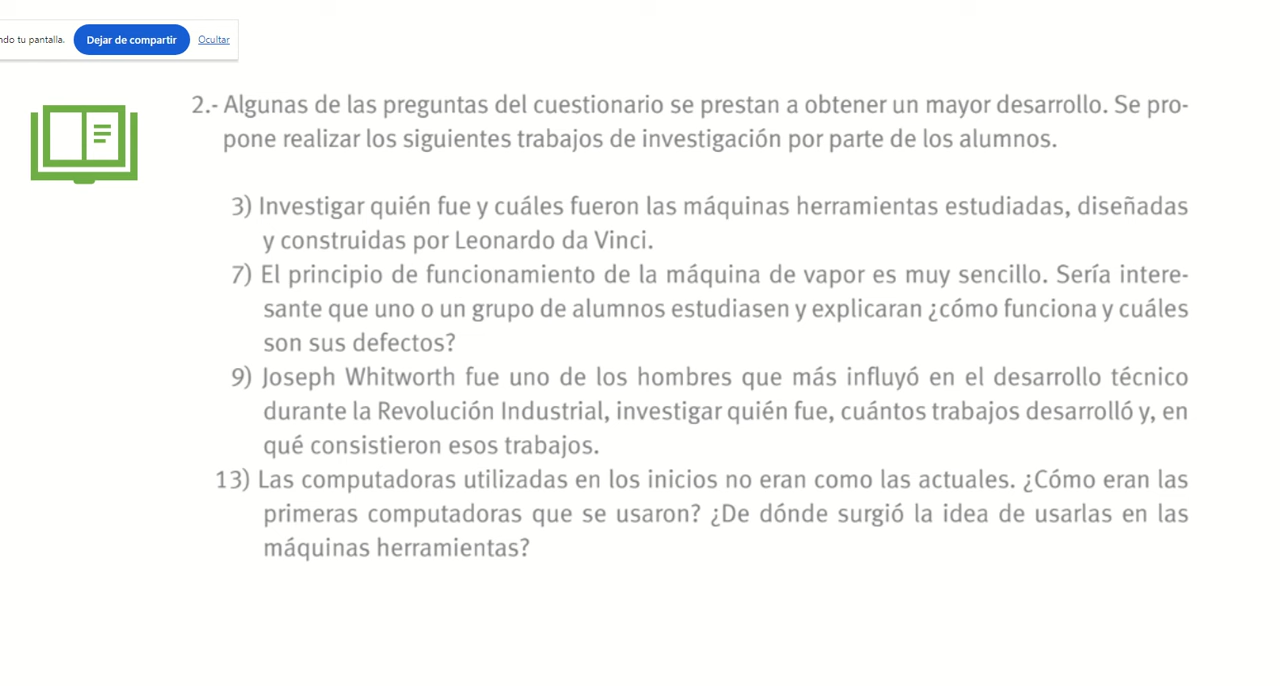 ndo tu pantalla. Dejar de compartir Ocultar
2.- Algunas de las preguntas del cuestionario se prestan a obtener un mayor desarrollo. Se pro-
pone realizar los siguientes trabajos de investigación por parte de los alumnos.
3) Investigar quién fue y cuáles fueron las máquinas herramientas estudiadas, diseñadas
y construidas por Leonardo da Vinci.
7) El principio de funcionamiento de la máquina de vapor es muy sencillo. Sería intere-
sante que uno o un grupo de alumnos estudiasen y explicaran ¿cómo funciona y cuáles
son sus defectos?
9) Joseph Whitworth fue uno de los hombres que más influyó en el desarrollo técnico
durante la Revolución Industrial, investigar quién fue, cuántos trabajos desarrolló y, en
qué consistieron esos trabajos.
13) Las computadoras utilizadas en los inicios no eran como las actuales. ¿Cómo eran las
primeras computadoras que se usaron? ¿De dónde surgió la idea de usarlas en las
máquinas herramientas?